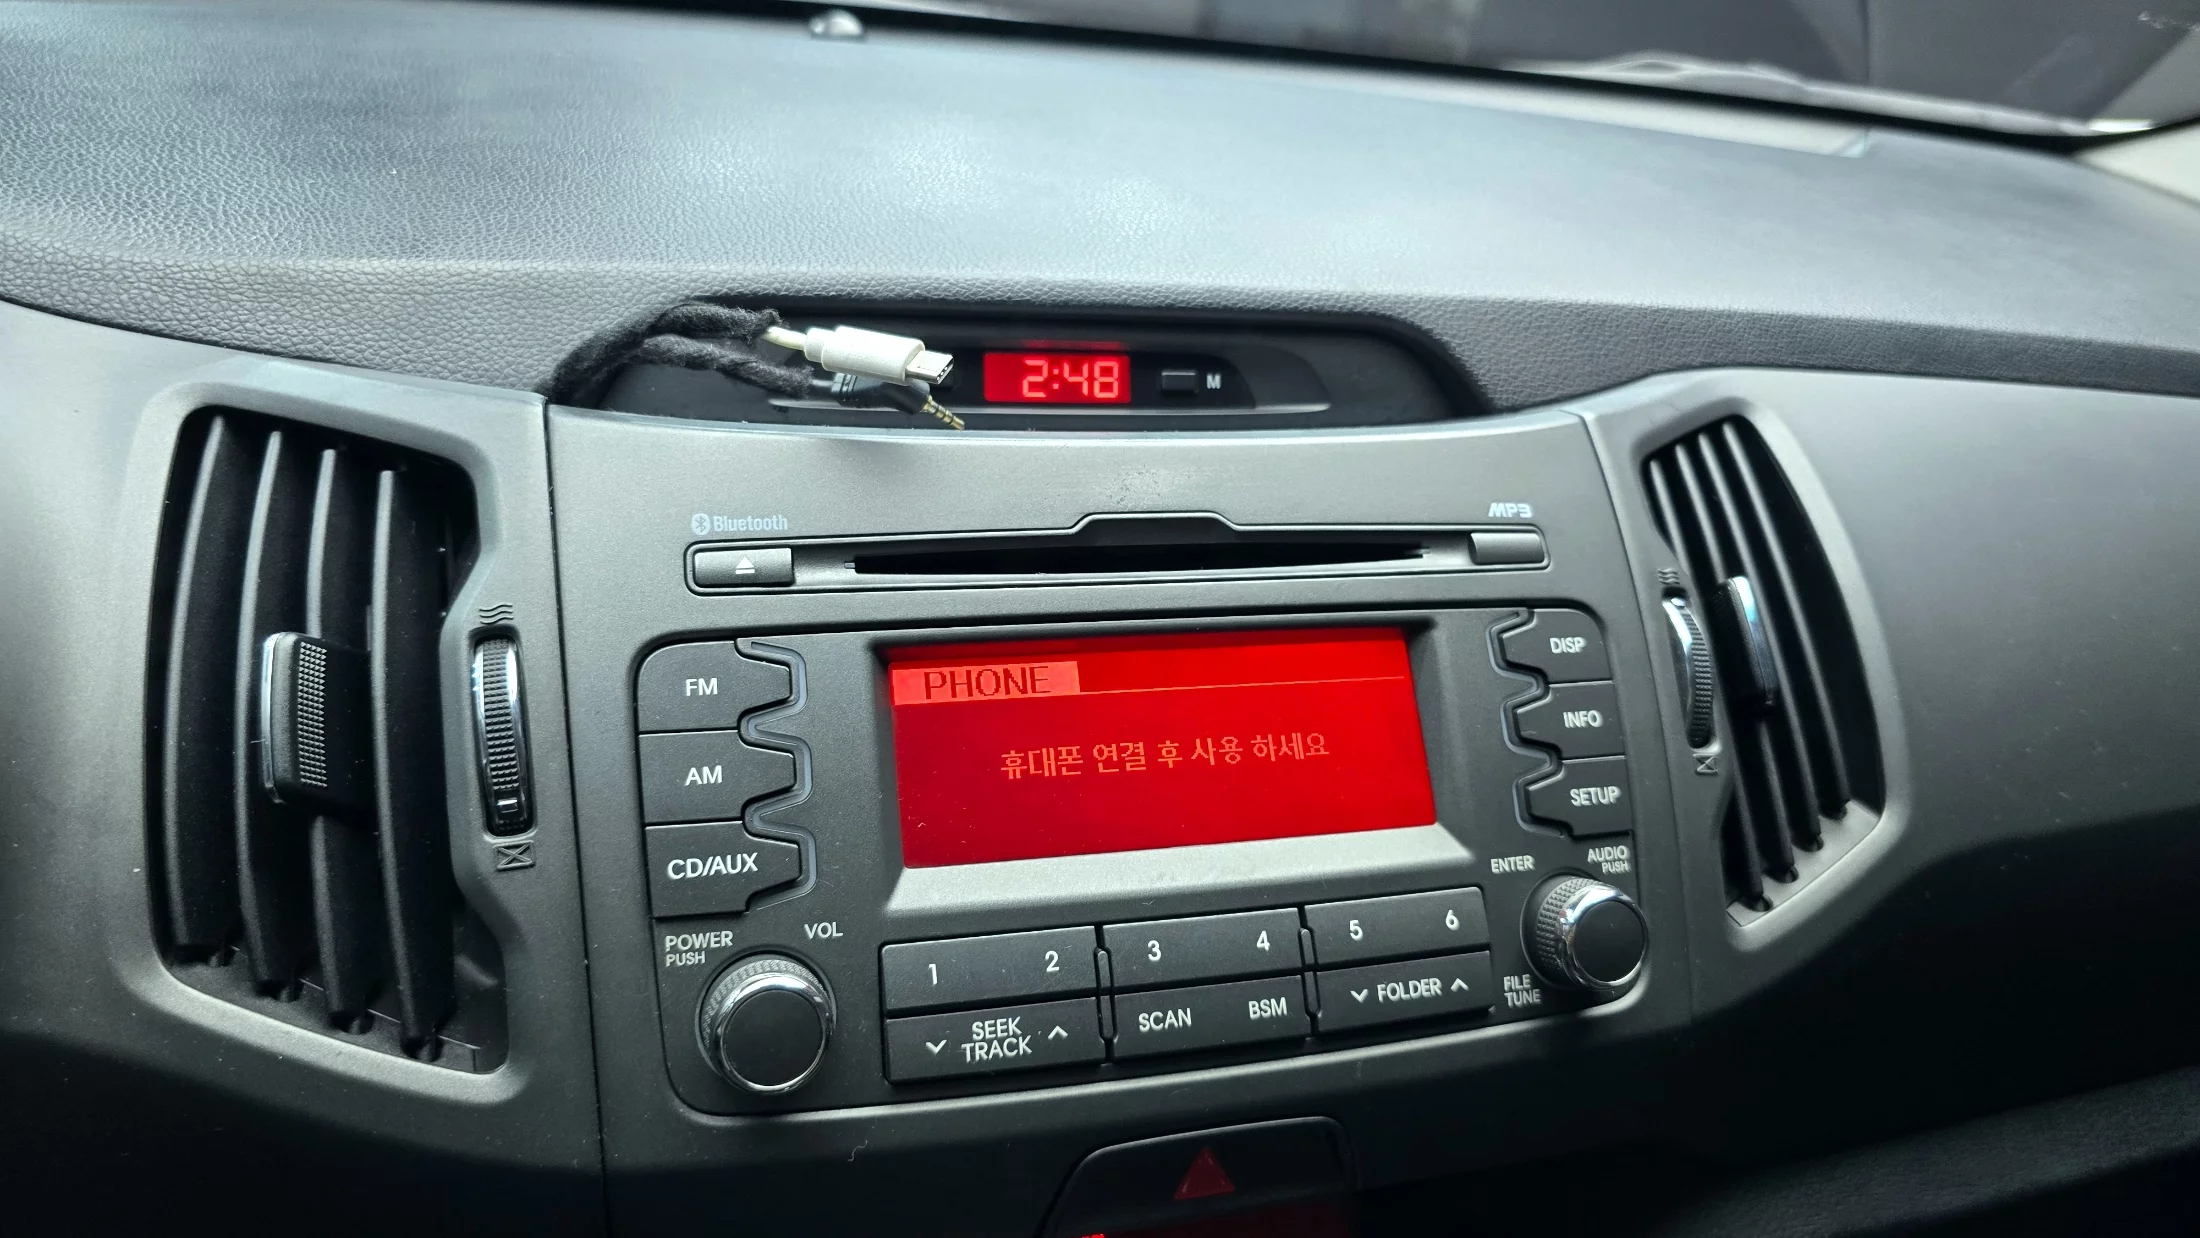 2:48
M
Bluetooth
MP3
FM
AM
CD/AUX
PHONE
휴대폰 연결 후 사용 하세요
DISP
INFO
SETUP
POWER
PUSH
VOL
ENTER
AUDIO
PUSH
1 2 3 4 5 6
SEEK
TRACK
SCAN BSM
FOLDER
FILE
TUNE